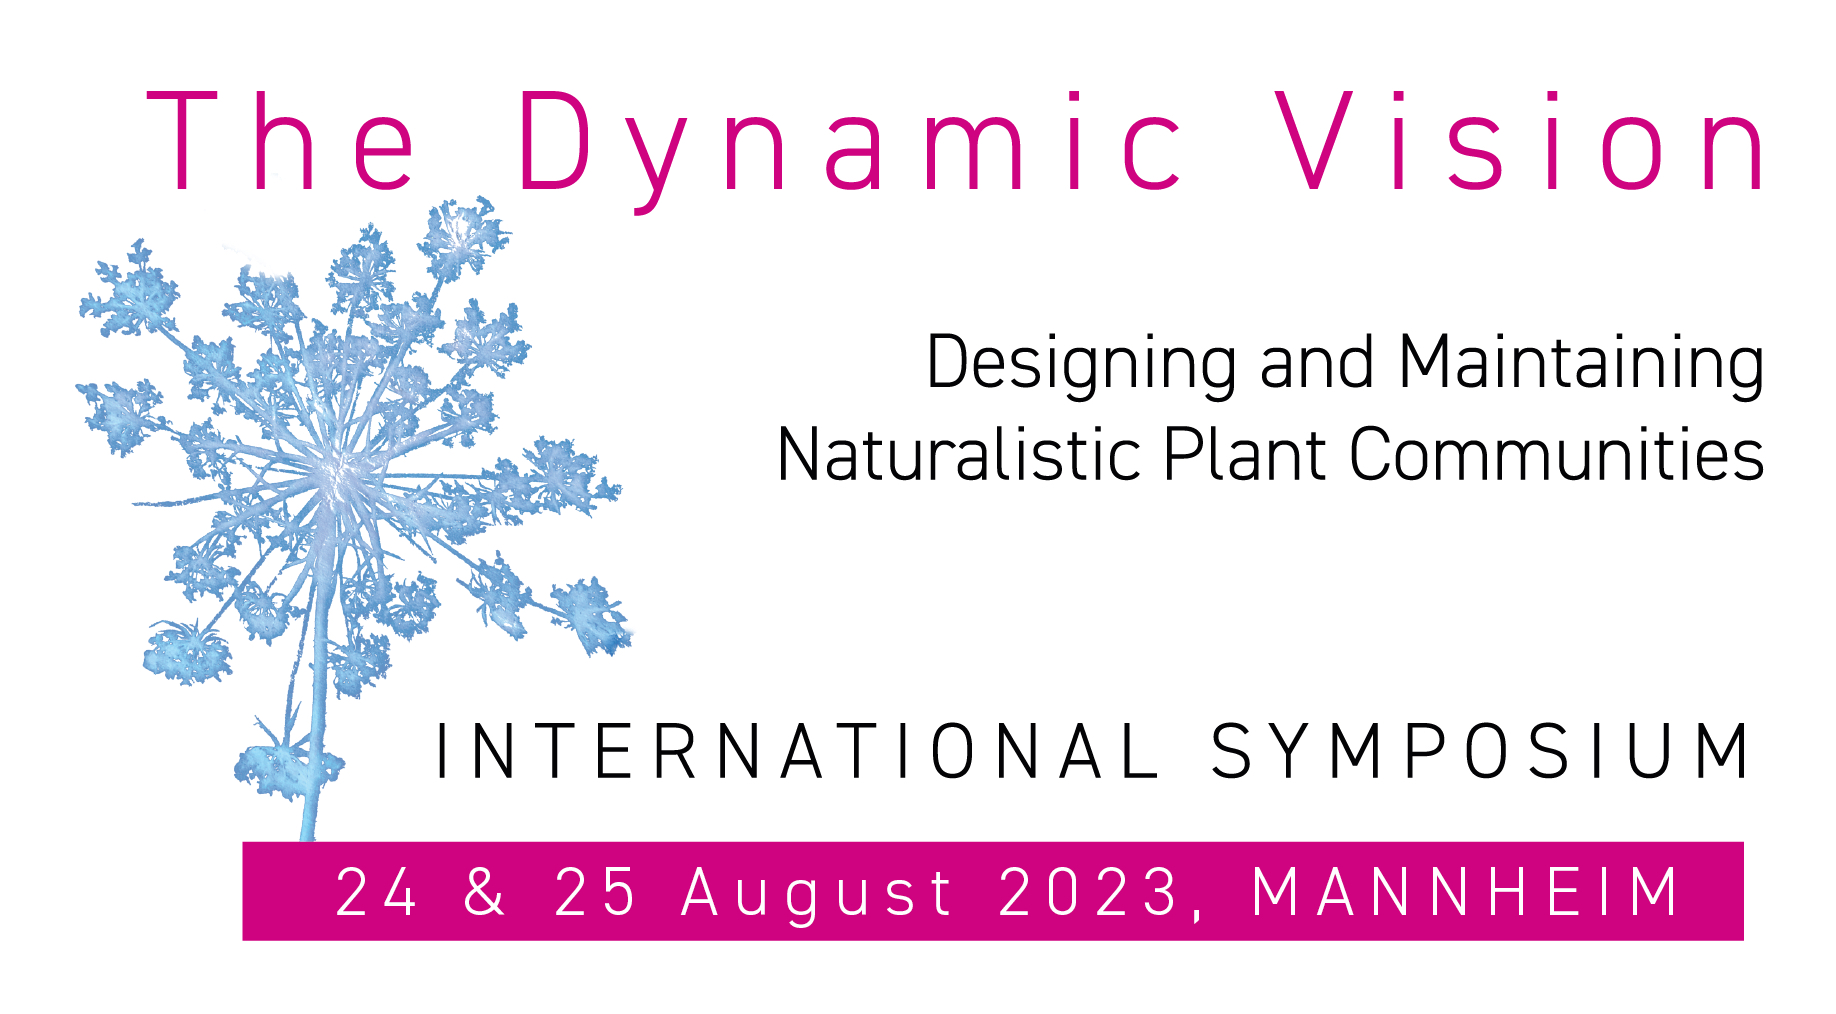 The Dynamic Vision
Designing and Maintaining
Naturalistic Plant Communities
INTERNATIONAL SYMPOSIUM
24 & 25 August 2023, MANNHEIM